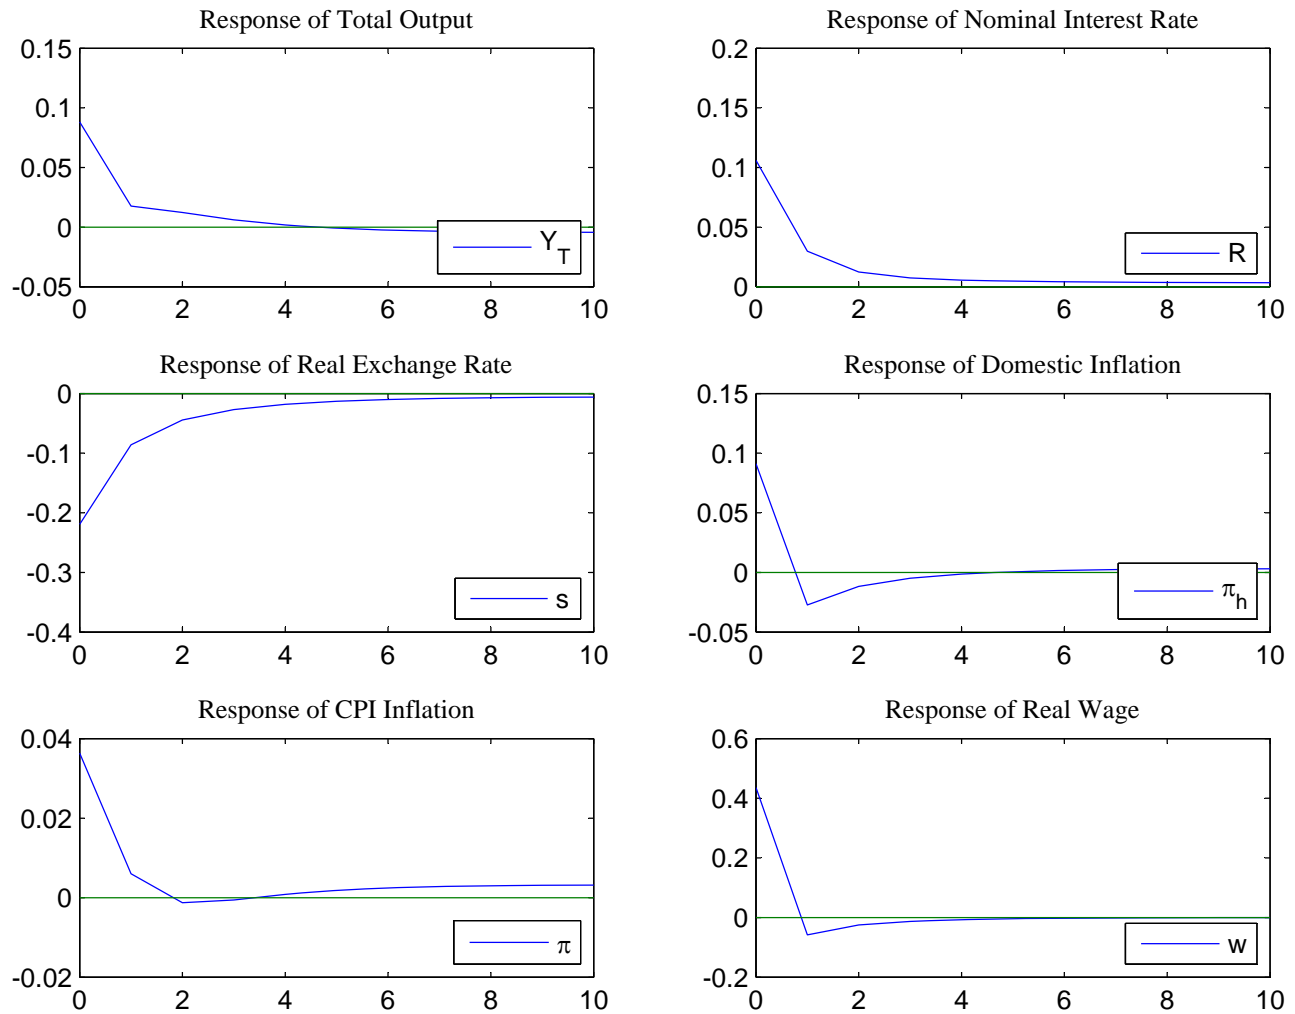 Response of Total Output
0.15
0.1
0.05
0
-0.05
0 2 4 6 8 10
Y_T
Response of Nominal Interest Rate
0.2
0.15
0.1
0.05
0
0 2 4 6 8 10
R
Response of Real Exchange Rate
0
-0.1
-0.2
-0.3
-0.4
0 2 4 6 8 10
s
Response of Domestic Inflation
0.15
0.1
0.05
0
-0.05
0 2 4 6 8 10
π_h
Response of CPI Inflation
0.04
0.02
0
-0.02
0 2 4 6 8 10
π
Response of Real Wage
0.6
0.4
0.2
0
-0.2
0 2 4 6 8 10
w